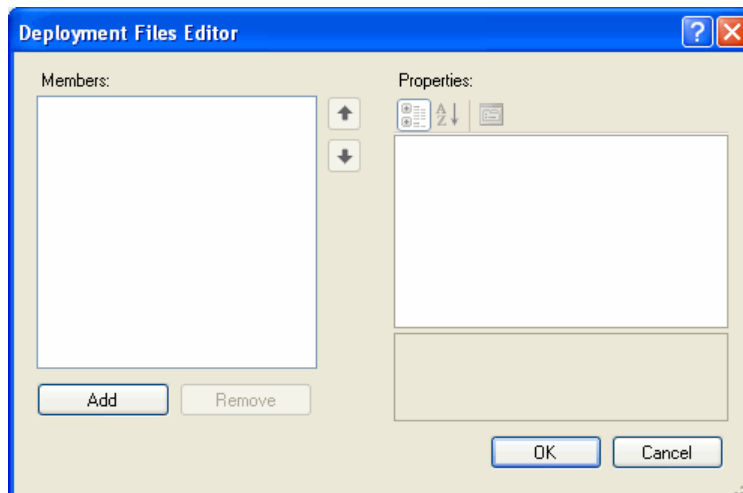 Deployment Files Editor
?
Members:
Properties:
A
Z
Add
Remove
OK
Cancel